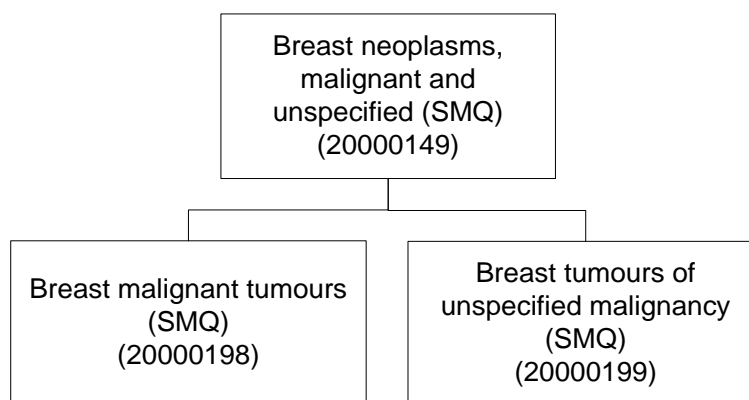 Breast neoplasms,
malignant and
unspecified (SMQ)
(20000149)
Breast malignant tumours
(SMQ)
(20000198)
Breast tumours of
unspecified malignancy
(SMQ)
(20000199)